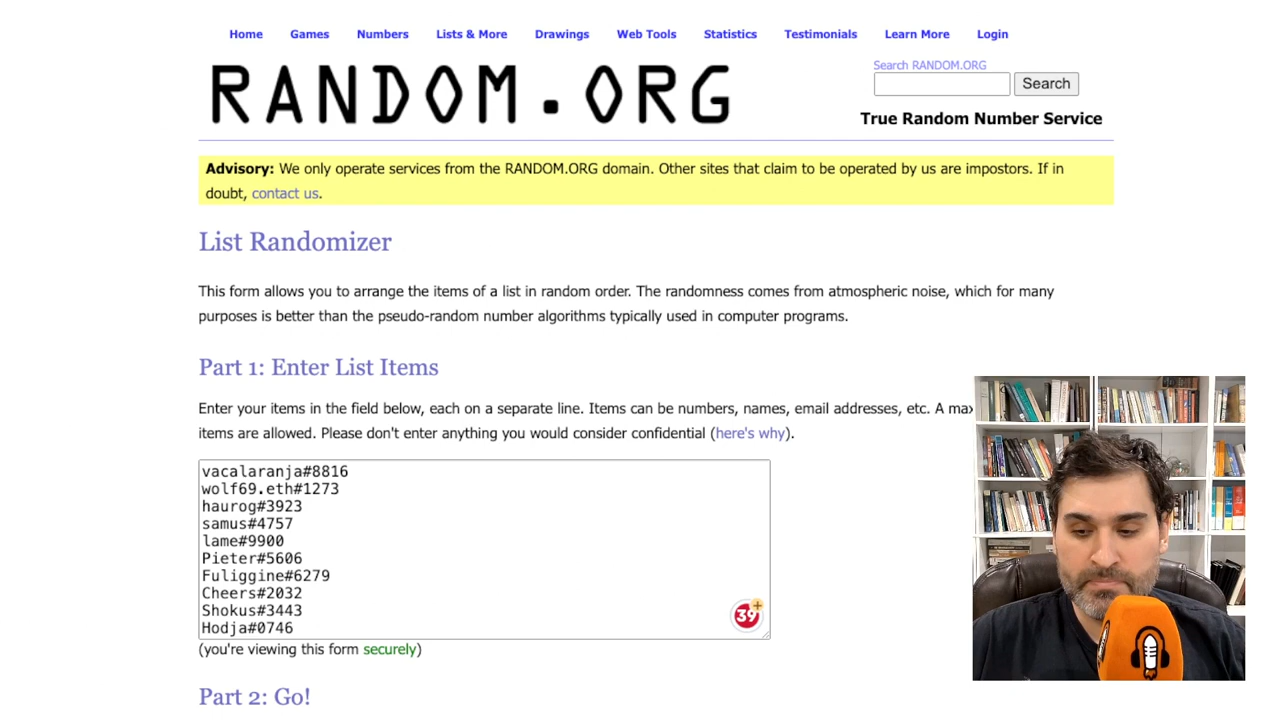 Home Games Numbers Lists & More Drawings Web Tools Statistics Testimonials Learn More Login
RANDOM.ORG
Search RANDOM.ORG
Search
True Random Number Service
Advisory: We only operate services from the RANDOM.ORG domain. Other sites that claim to be operated by us are impostors. If in
doubt, contact us.
List Randomizer
This form allows you to arrange the items of a list in random order. The randomness comes from atmospheric noise, which for many
purposes is better than the pseudo-random number algorithms typically used in computer programs.
Part 1: Enter List Items
Enter your items in the field below, each on a separate line. Items can be numbers, names, email addresses, etc. A max
items are allowed. Please don't enter anything you would consider confidential (here's why).
vacalaranja#8816
wolf69.eth#1273
haurog#3923
samus#4757
lame#9900
Pieter#5606
Fuliggine#6279
Cheers#2032
Shokus#3443
Hodja#0746
39+
(you're viewing this form securely)
Part 2: Go!